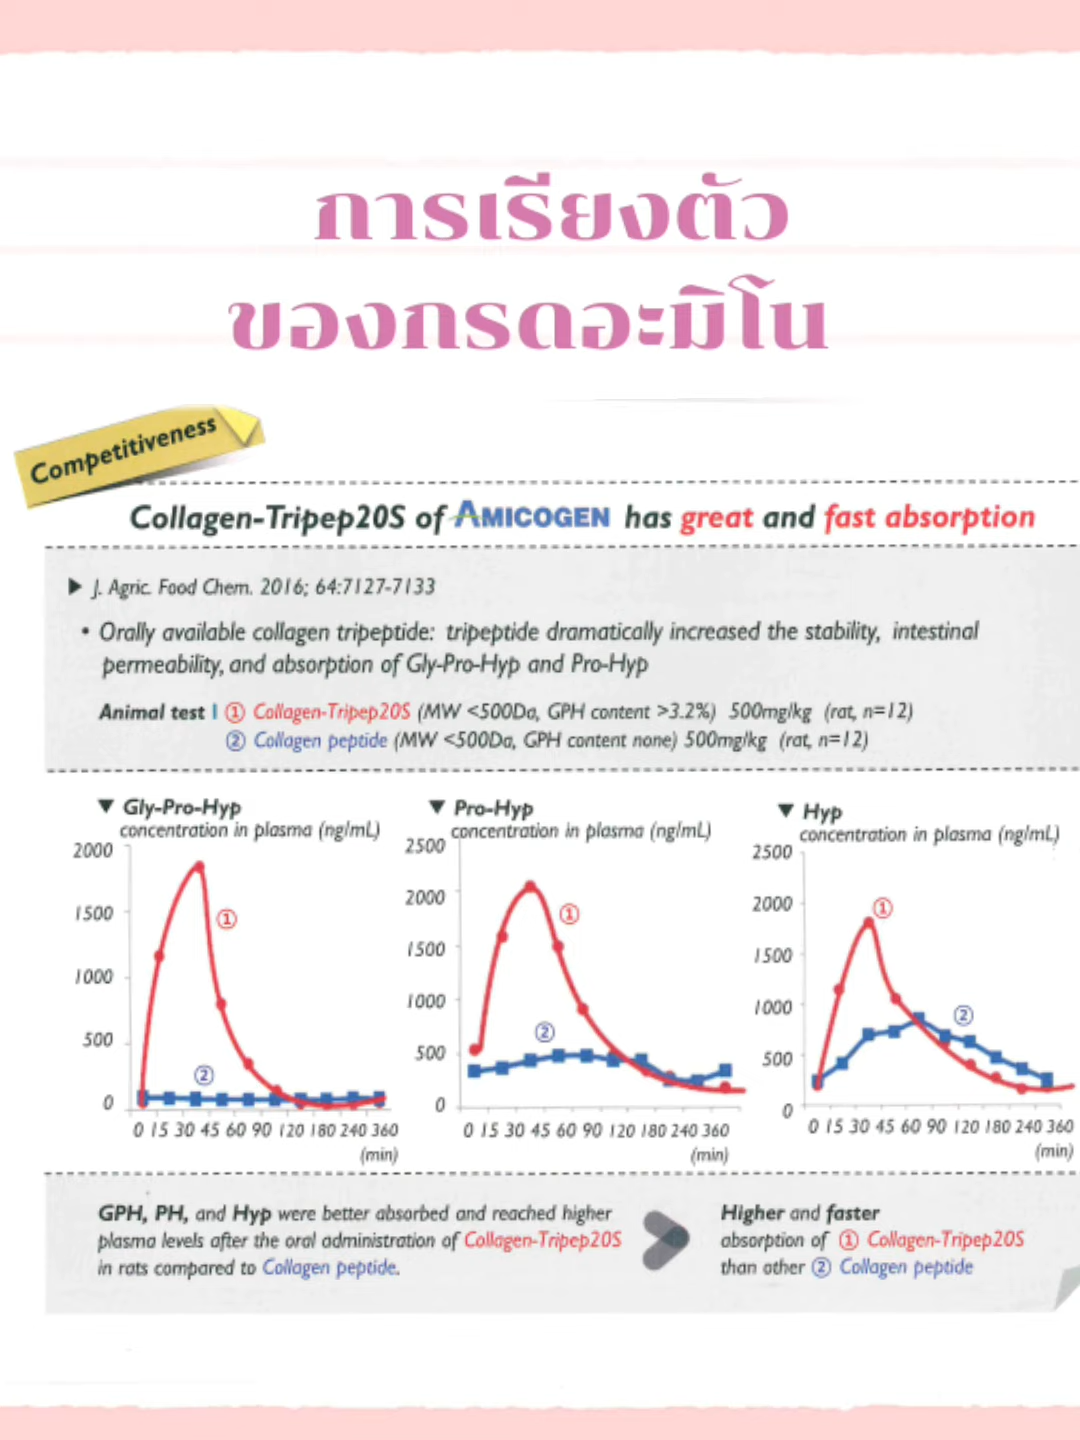 การเรียงตัว
ของกรดอะมิโน
Competitiveness
Collagen-Tripep20S of AMICOGEN has great and fast absorption
▶ J. Agric. Food Chem. 2016; 64:7127-7133
• Orally available collagen tripeptide: tripeptide dramatically increased the stability, intestinal
permeability, and absorption of Gly-Pro-Hyp and Pro-Hyp
Animal test | ① Collagen-Tripep20S (MW <500Da, GPH content >3.2%) 500mg/kg (rat, n=12)
② Collagen peptide (MW <500Da, GPH content none) 500mg/kg (rat, n=12)
▼ Gly-Pro-Hyp
concentration in plasma (ng/mL)
2000
1500
1000
500
0
①
②
0 15 30 45 60 90 120 180 240 360
(min)
▼ Pro-Hyp
concentration in plasma (ng/mL)
2500
2000
1500
1000
500
0
①
②
0 15 30 45 60 90 120 180 240 360
(min)
▼ Hyp
concentration in plasma (ng/mL)
2500
2000
1500
1000
500
0
①
②
0 15 30 45 60 90 120 180 240 360
(min)
GPH, PH, and Hyp were better absorbed and reached higher
plasma levels after the oral administration of Collagen-Tripep20S
in rats compared to Collagen peptide.
Higher and faster
absorption of ① Collagen-Tripep20S
than other ② Collagen peptide